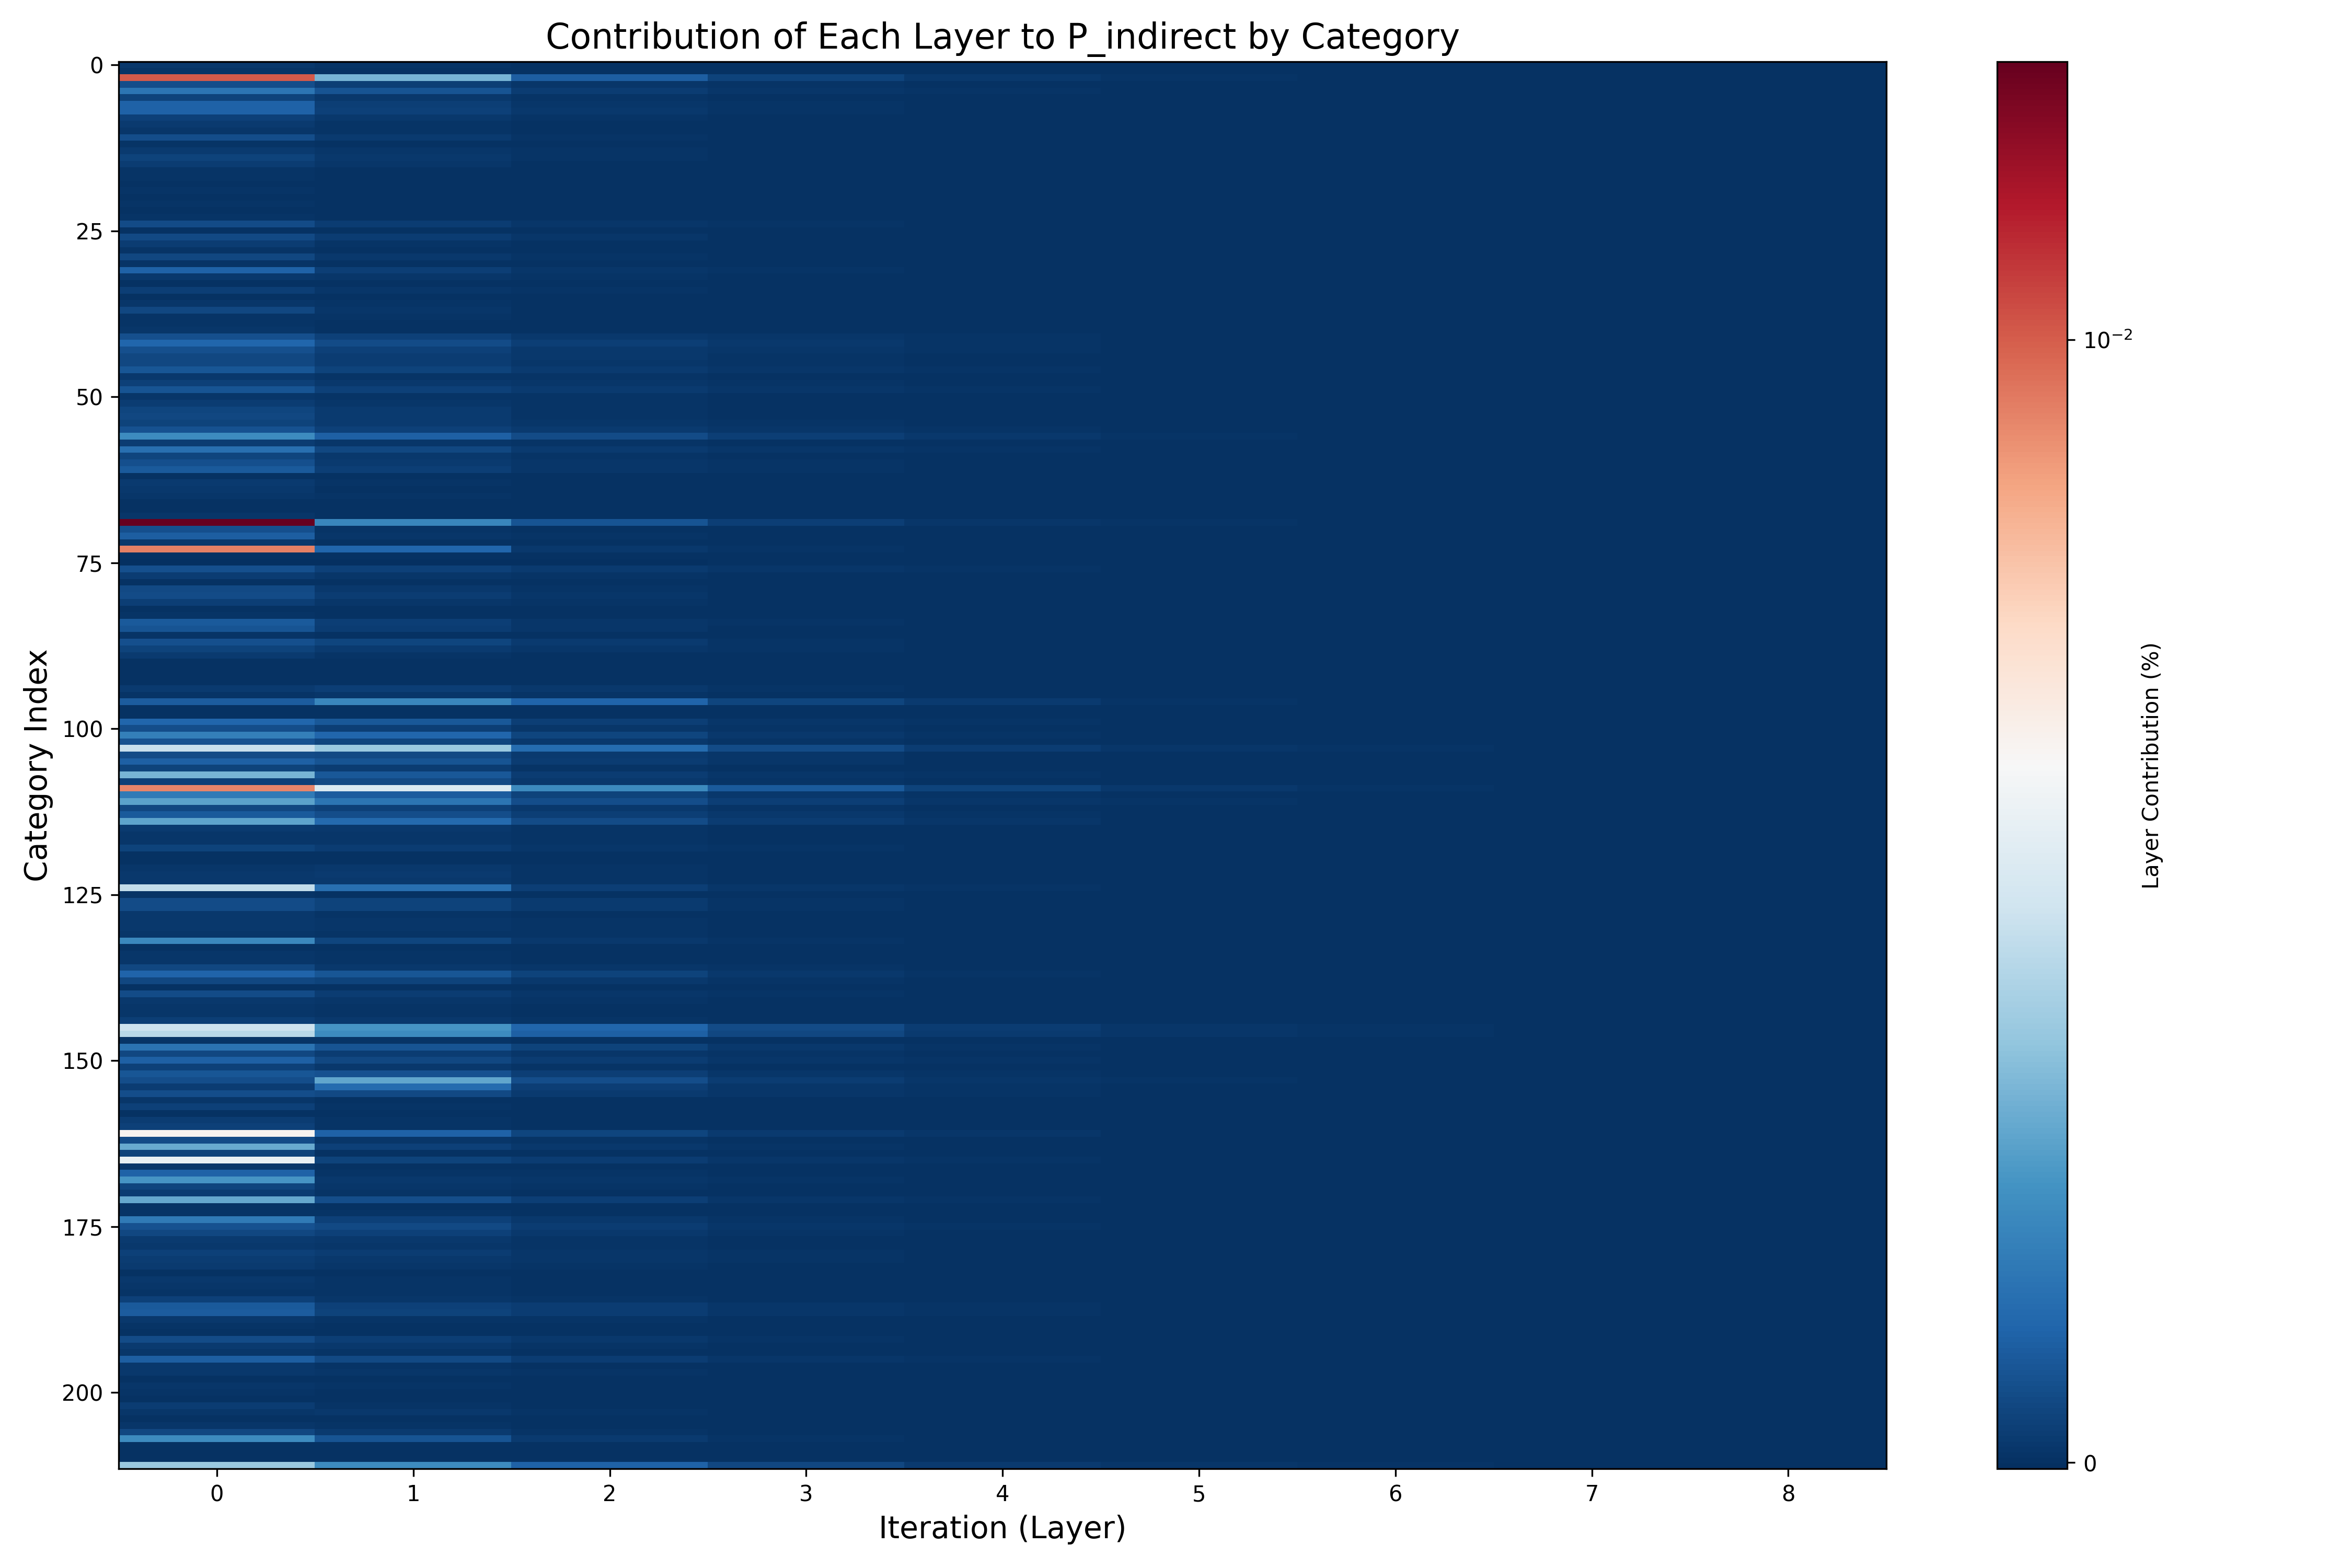 Contribution of Each Layer to P_indirect by Category
Category Index
0
25
50
75
100
125
150
175
200
0 1 2 3 4 5 6 7 8
Iteration (Layer)
10⁻²
0
Layer Contribution (%)